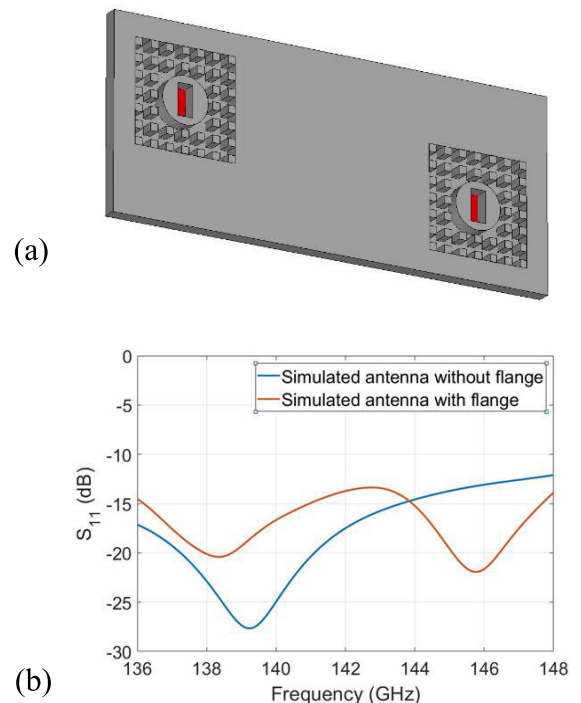 (a)
0
-5
-10
-15
-20
-25
-30
S11 (dB)
Simulated antenna without flange
Simulated antenna with flange
136
138
140
142
144
146
148
Frequency (GHz)
(b)